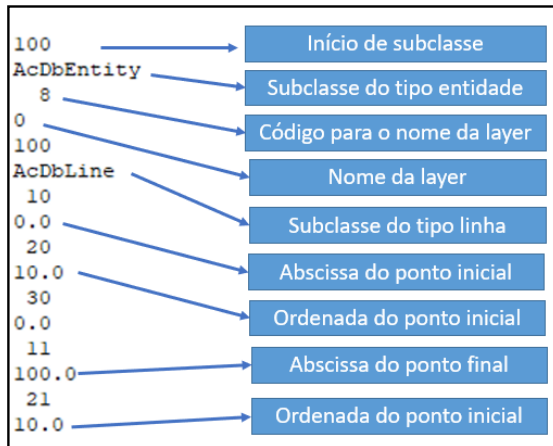 100
AcDbEntity
8
0
100
AcDbLine
10
0.0
20
10.0
30
0.0
11
100.0
21
10.0
Início de subclasse
Subclasse do tipo entidade
Código para o nome da layer
Nome da layer
Subclasse do tipo linha
Abscissa do ponto inicial
Ordenada do ponto inicial
Abscissa do ponto final
Ordenada do ponto inicial